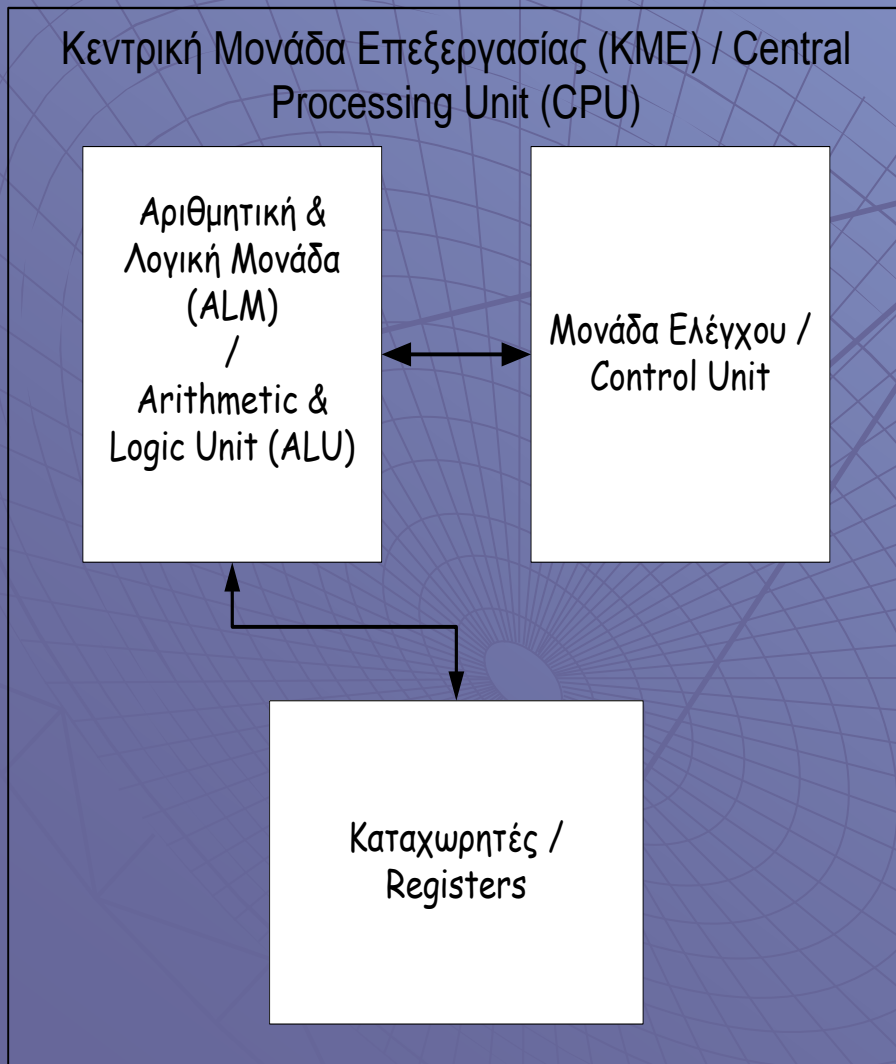 Κεντρική Μονάδα Επεξεργασίας (ΚΜΕ) / Central
Processing Unit (CPU)
Αριθμητική &
Λογική Μονάδα
(ΑLΜ)
/
Arithmetic &
Logic Unit (ALU)
Μονάδα Ελέγχου /
Control Unit
Καταχωρητές /
Registers